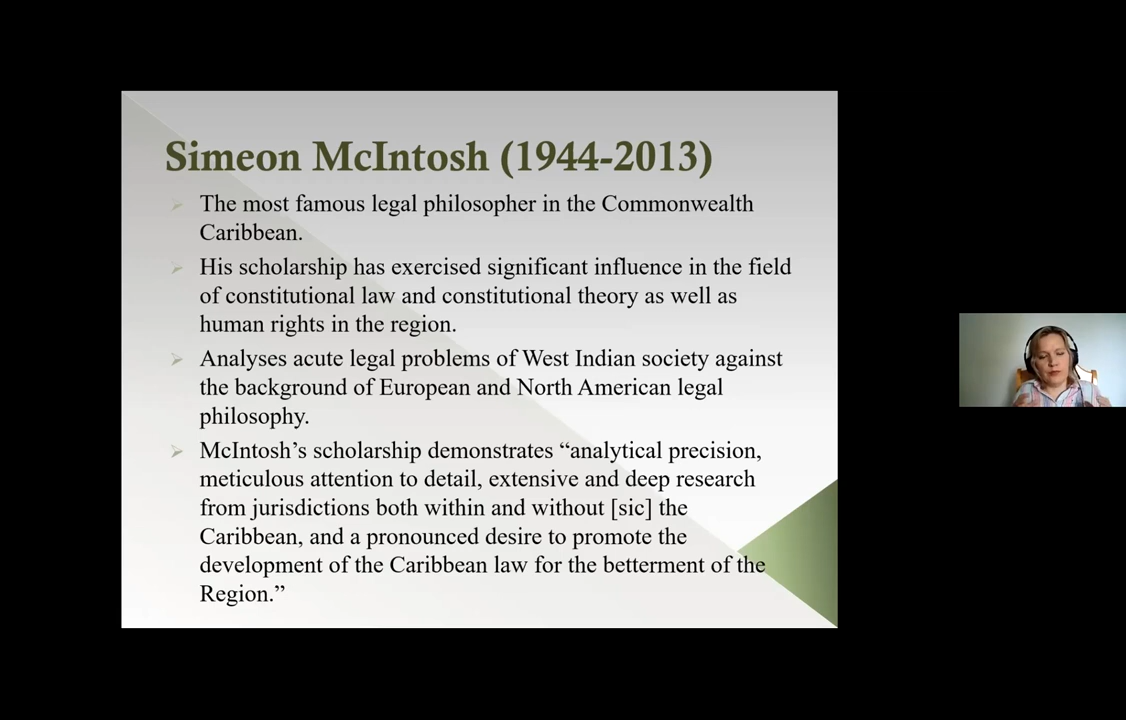 Simeon McIntosh (1944-2013)
The most famous legal philosopher in the Commonwealth
Caribbean.
His scholarship has exercised significant influence in the field
of constitutional law and constitutional theory as well as
human rights in the region.
Analyses acute legal problems of West Indian society against
the background of European and North American legal
philosophy.
McIntosh’s scholarship demonstrates “analytical precision,
meticulous attention to detail, extensive and deep research
from jurisdictions both within and without [sic] the
Caribbean, and a pronounced desire to promote the
development of the Caribbean law for the betterment of the
Region.”